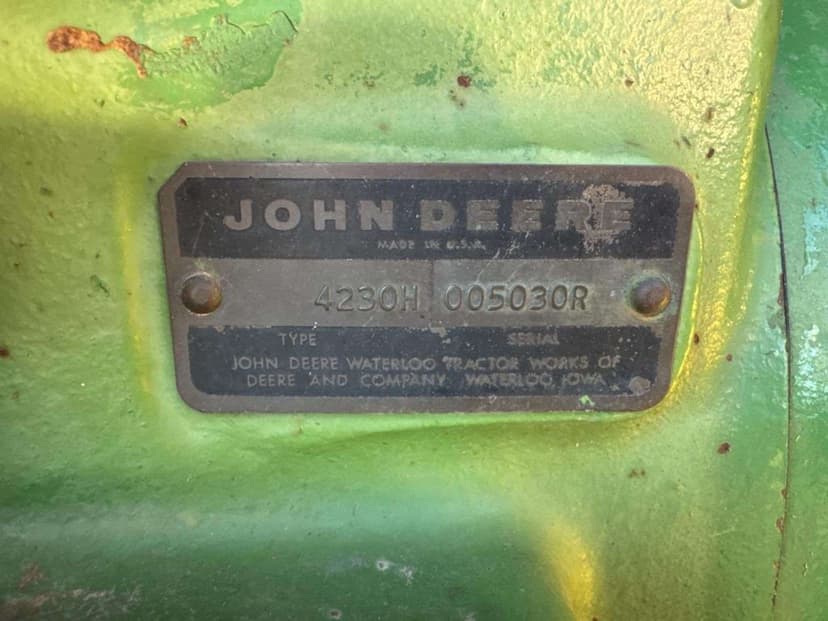 JOHN DEERE
MADE IN U.S.A.
4230H 005030R
TYPE SERIAL
JOHN DEERE WATERLOO TRACTOR WORKS OF
DEERE AND COMPANY WATERLOO, IOWA